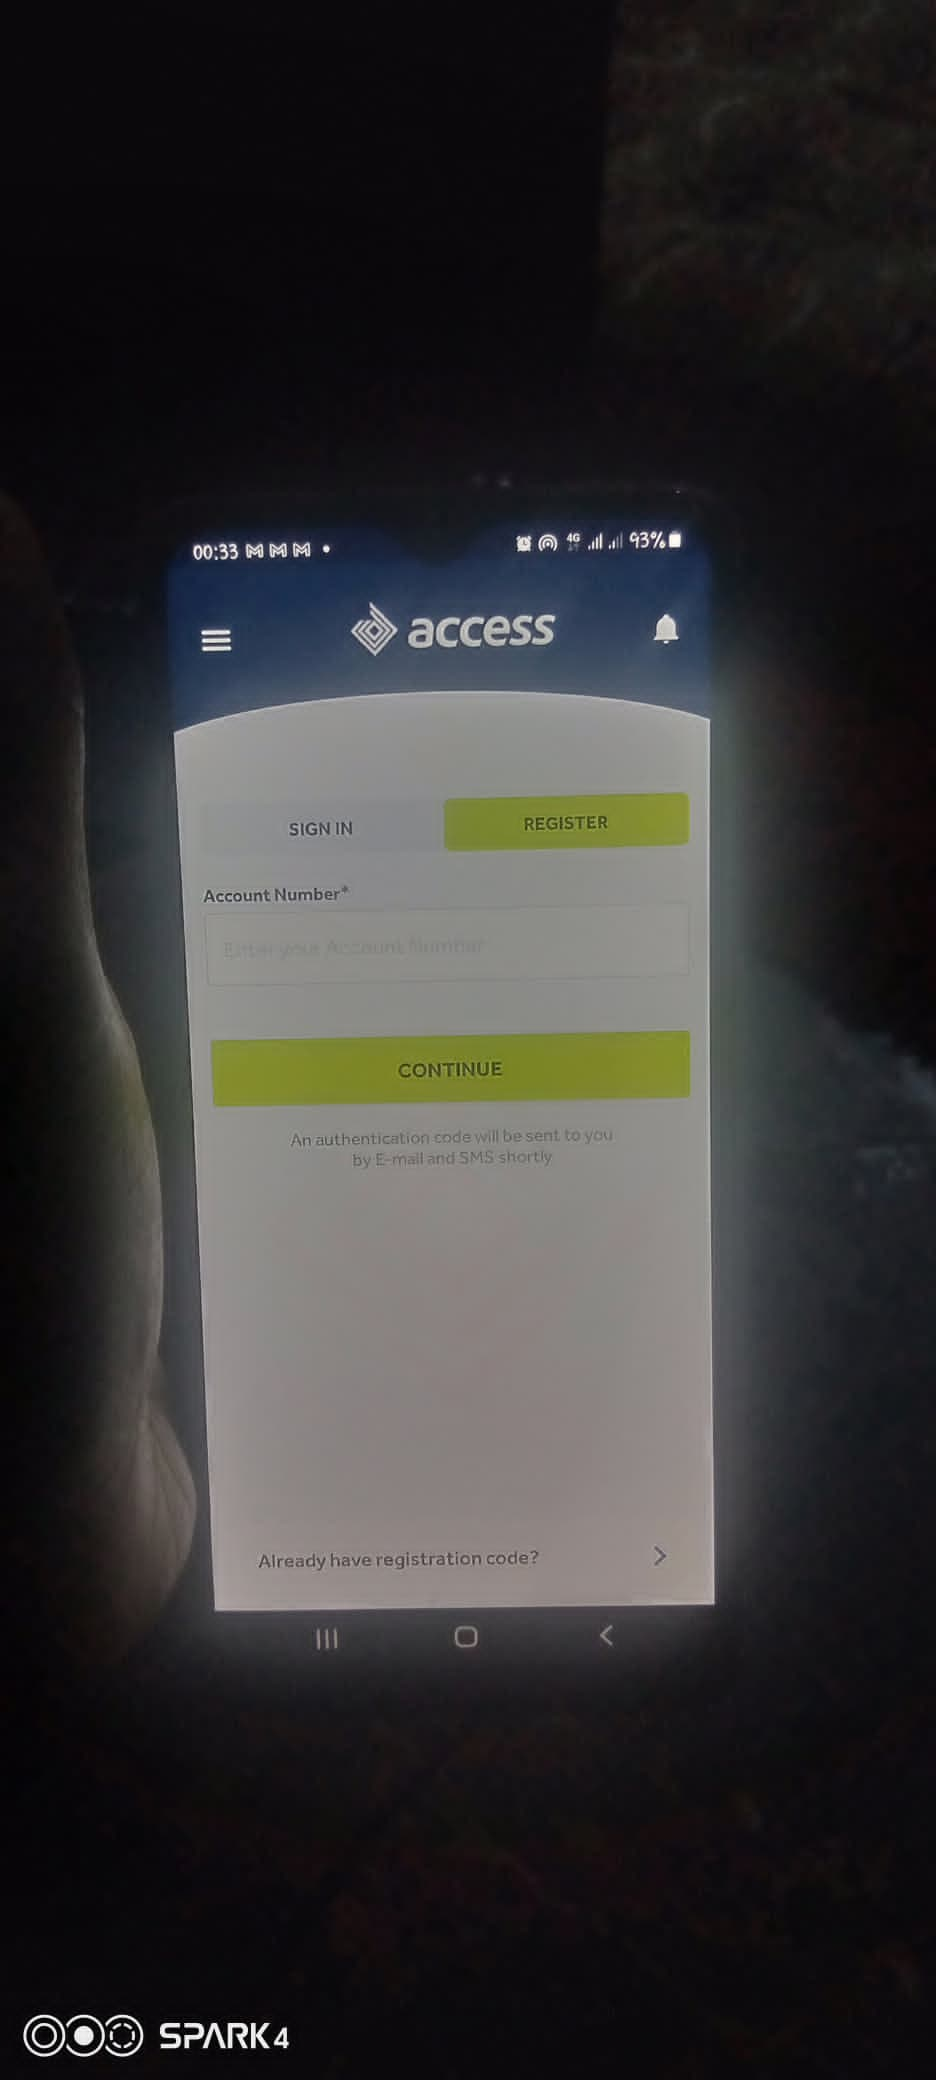 00:33
4G
93%
access
SIGN IN
REGISTER
Account Number*
Enter your Account Number
CONTINUE
An authentication code will be sent to you
by E-mail and SMS shortly
Already have registration code?
SPARK 4